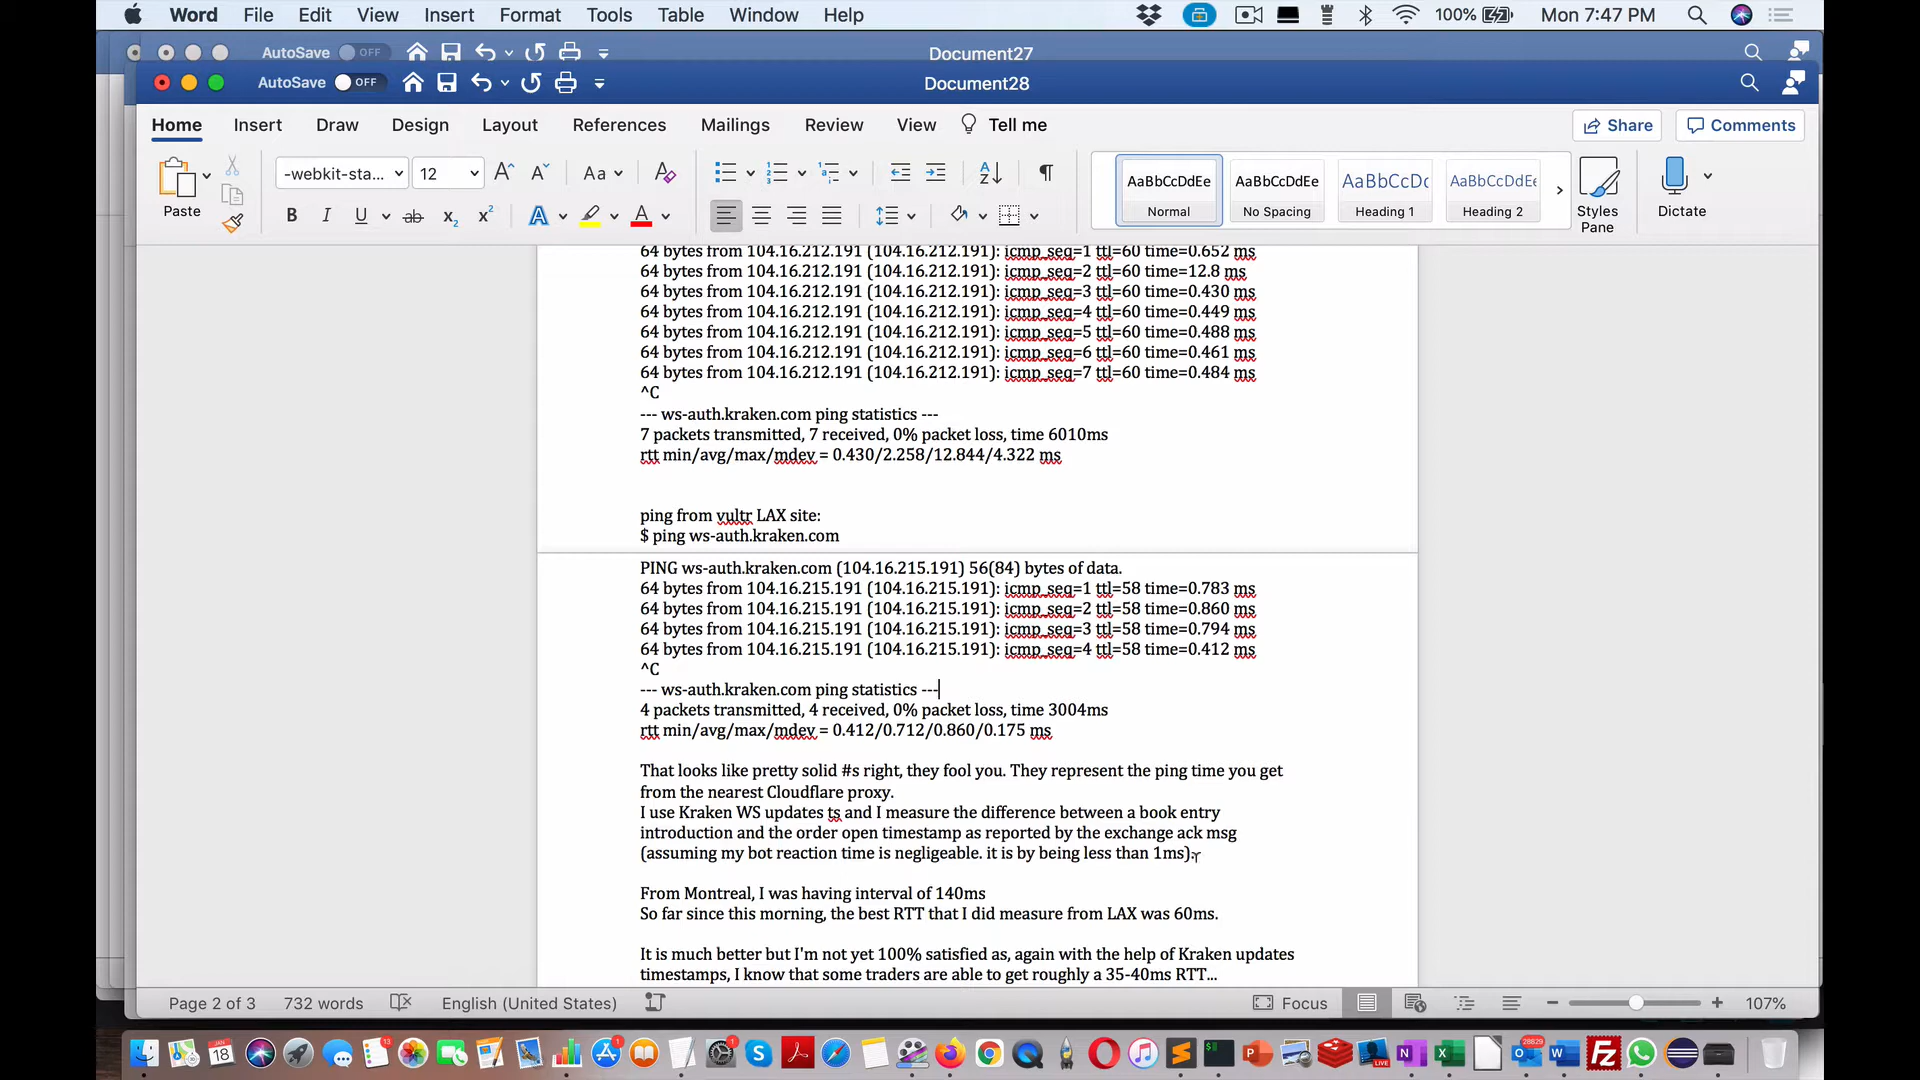 Word File Edit View Insert Format Tools Table Window Help 100% Mon 7:47 PM
AutoSave OFF Document27
AutoSave OFF Document28
Home Insert Draw Design Layout References Mailings Review View Tell me Share Comments
Paste -webkit-sta... 12 Aa AaBbCcDdEe AaBbCcDdEe AaBbCcDc AaBbCcDdE Styles Pane Dictate
Normal No Spacing Heading 1 Heading 2
64 bytes from 104.16.212.191 (104.16.212.191): icmp_seq=1 ttl=60 time=0.652 ms
64 bytes from 104.16.212.191 (104.16.212.191): icmp_seq=2 ttl=60 time=12.8 ms
64 bytes from 104.16.212.191 (104.16.212.191): icmp_seq=3 ttl=60 time=0.430 ms
64 bytes from 104.16.212.191 (104.16.212.191): icmp_seq=4 ttl=60 time=0.449 ms
64 bytes from 104.16.212.191 (104.16.212.191): icmp_seq=5 ttl=60 time=0.488 ms
64 bytes from 104.16.212.191 (104.16.212.191): icmp_seq=6 ttl=60 time=0.461 ms
64 bytes from 104.16.212.191 (104.16.212.191): icmp_seq=7 ttl=60 time=0.484 ms
^C
--- ws-auth.kraken.com ping statistics ---
7 packets transmitted, 7 received, 0% packet loss, time 6010ms
rtt min/avg/max/mdev = 0.430/2.258/12.844/4.322 ms
ping from vultr LAX site:
$ ping ws-auth.kraken.com
PING ws-auth.kraken.com (104.16.215.191) 56(84) bytes of data.
64 bytes from 104.16.215.191 (104.16.215.191): icmp_seq=1 ttl=58 time=0.783 ms
64 bytes from 104.16.215.191 (104.16.215.191): icmp_seq=2 ttl=58 time=0.860 ms
64 bytes from 104.16.215.191 (104.16.215.191): icmp_seq=3 ttl=58 time=0.794 ms
64 bytes from 104.16.215.191 (104.16.215.191): icmp_seq=4 ttl=58 time=0.412 ms
^C
--- ws-auth.kraken.com ping statistics ---
4 packets transmitted, 4 received, 0% packet loss, time 3004ms
rtt min/avg/max/mdev = 0.412/0.712/0.860/0.175 ms
That looks like pretty solid #s right, they fool you. They represent the ping time you get
from the nearest Cloudflare proxy.
I use Kraken WS updates ts and I measure the difference between a book entry
introduction and the order open timestamp as reported by the exchange ack msg
(assuming my bot reaction time is negligeable. it is by being less than 1ms).
From Montreal, I was having interval of 140ms
So far since this morning, the best RTT that I did measure from LAX was 60ms.
It is much better but I'm not yet 100% satisfied as, again with the help of Kraken updates
timestamps, I know that some traders are able to get roughly a 35-40ms RTT...
Page 2 of 3 732 words English (United States) Focus 107%